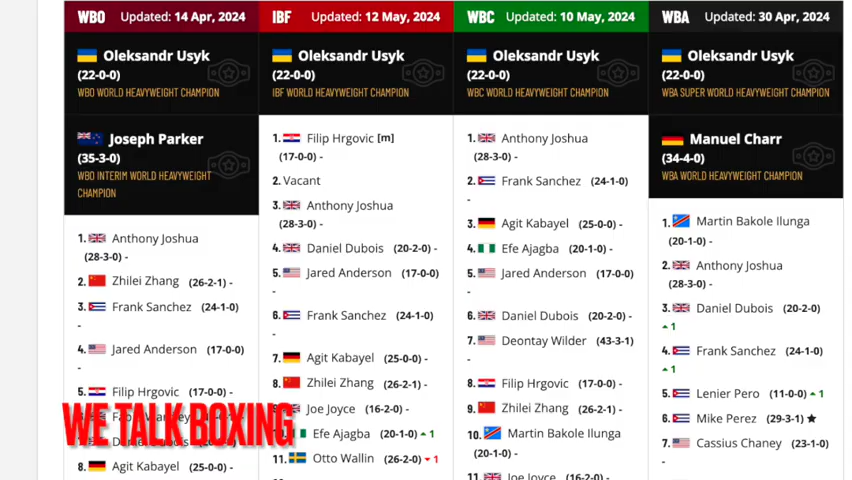 WBO Updated: 14 Apr, 2024
Oleksandr Usyk
(22-0-0)
WBO WORLD HEAVYWEIGHT CHAMPION
Joseph Parker
(35-3-0)
WBO INTERIM WORLD HEAVYWEIGHT
CHAMPION
1. Anthony Joshua
(28-3-0) -
2. Zhilei Zhang (26-2-1) -
3. Frank Sanchez (24-1-0)
-
4. Jared Anderson (17-0-0)
-
5. Filip Hrgovic (17-0-0)
8. Agit Kabayel (25-0-0) -
IBF Updated: 12 May, 2024
Oleksandr Usyk
(22-0-0)
IBF WORLD HEAVYWEIGHT CHAMPION
1. Filip Hrgovic [m]
(17-0-0) -
2. Vacant
3. Anthony Joshua
(28-3-0) -
4. Daniel Dubois (20-2-0) -
5. Jared Anderson (17-0-0)
-
6. Frank Sanchez (24-1-0)
-
7. Agit Kabayel (25-0-0) -
8. Zhilei Zhang (26-2-1) -
Joe Joyce (16-2-0) -
Efe Ajagba (20-1-0) ▲ 1
11. Otto Wallin (26-2-0) ▼ 1
WBC Updated: 10 May, 2024
Oleksandr Usyk
(22-0-0)
WBC WORLD HEAVYWEIGHT CHAMPION
1. Anthony Joshua
(28-3-0) -
2. Frank Sanchez (24-1-0)
-
3. Agit Kabayel (25-0-0) -
4. Efe Ajagba (20-1-0) -
5. Jared Anderson (17-0-0)
-
6. Daniel Dubois (20-2-0) -
7. Deontay Wilder (43-3-1)
-
8. Filip Hrgovic (17-0-0) -
9. Zhilei Zhang (26-2-1) -
10. Martin Bakole Ilunga
(20-1-0) -
11. Joe Joyce (16-2-0) -
WBA Updated: 30 Apr, 2024
Oleksandr Usyk
(22-0-0)
WBA SUPER WORLD HEAVYWEIGHT CHAMPION
Manuel Charr
(34-4-0)
WBA WORLD HEAVYWEIGHT CHAMPION
1. Martin Bakole Ilunga
(20-1-0) -
2. Anthony Joshua
(28-3-0) -
3. Daniel Dubois (20-2-0)
▲ 1
4. Frank Sanchez (24-1-0)
▲ 1
5. Lenier Pero (11-0-0) ▲ 1
6. Mike Perez (29-3-1) ★
7. Cassius Chaney (23-1-0)
-
WE TALK BOXING